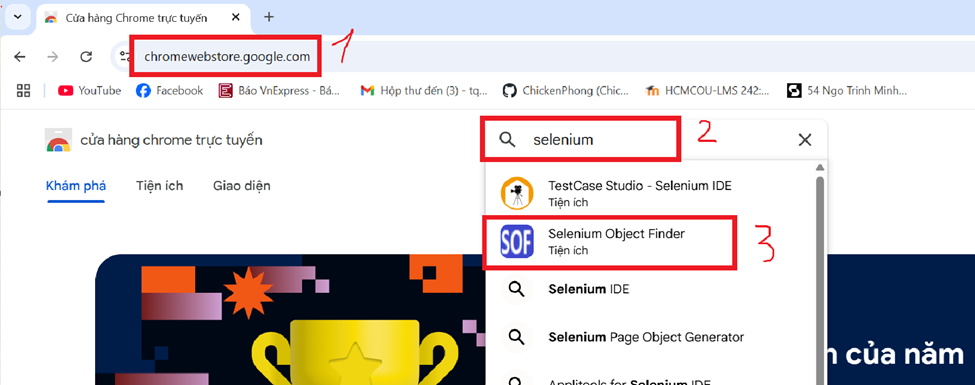 Cửa hàng Chrome trực tuyến
chromewebstore.google.com
1
YouTube
Facebook
Báo VnExpress - Bá...
Hộp thư đến (3) - tq...
ChickenPhong (Chic...
HCMCOU-LMS 242:...
54 Ngo Trinh Minh...
cửa hàng chrome trực tuyến
selenium
2
Khám phá
Tiện ích
Giao diện
TestCase Studio - Selenium IDE
Tiện ích
SOF
Selenium Object Finder
Tiện ích
3
Selenium IDE
Selenium Page Object Generator
Applitools for Selenium IDE
của năm